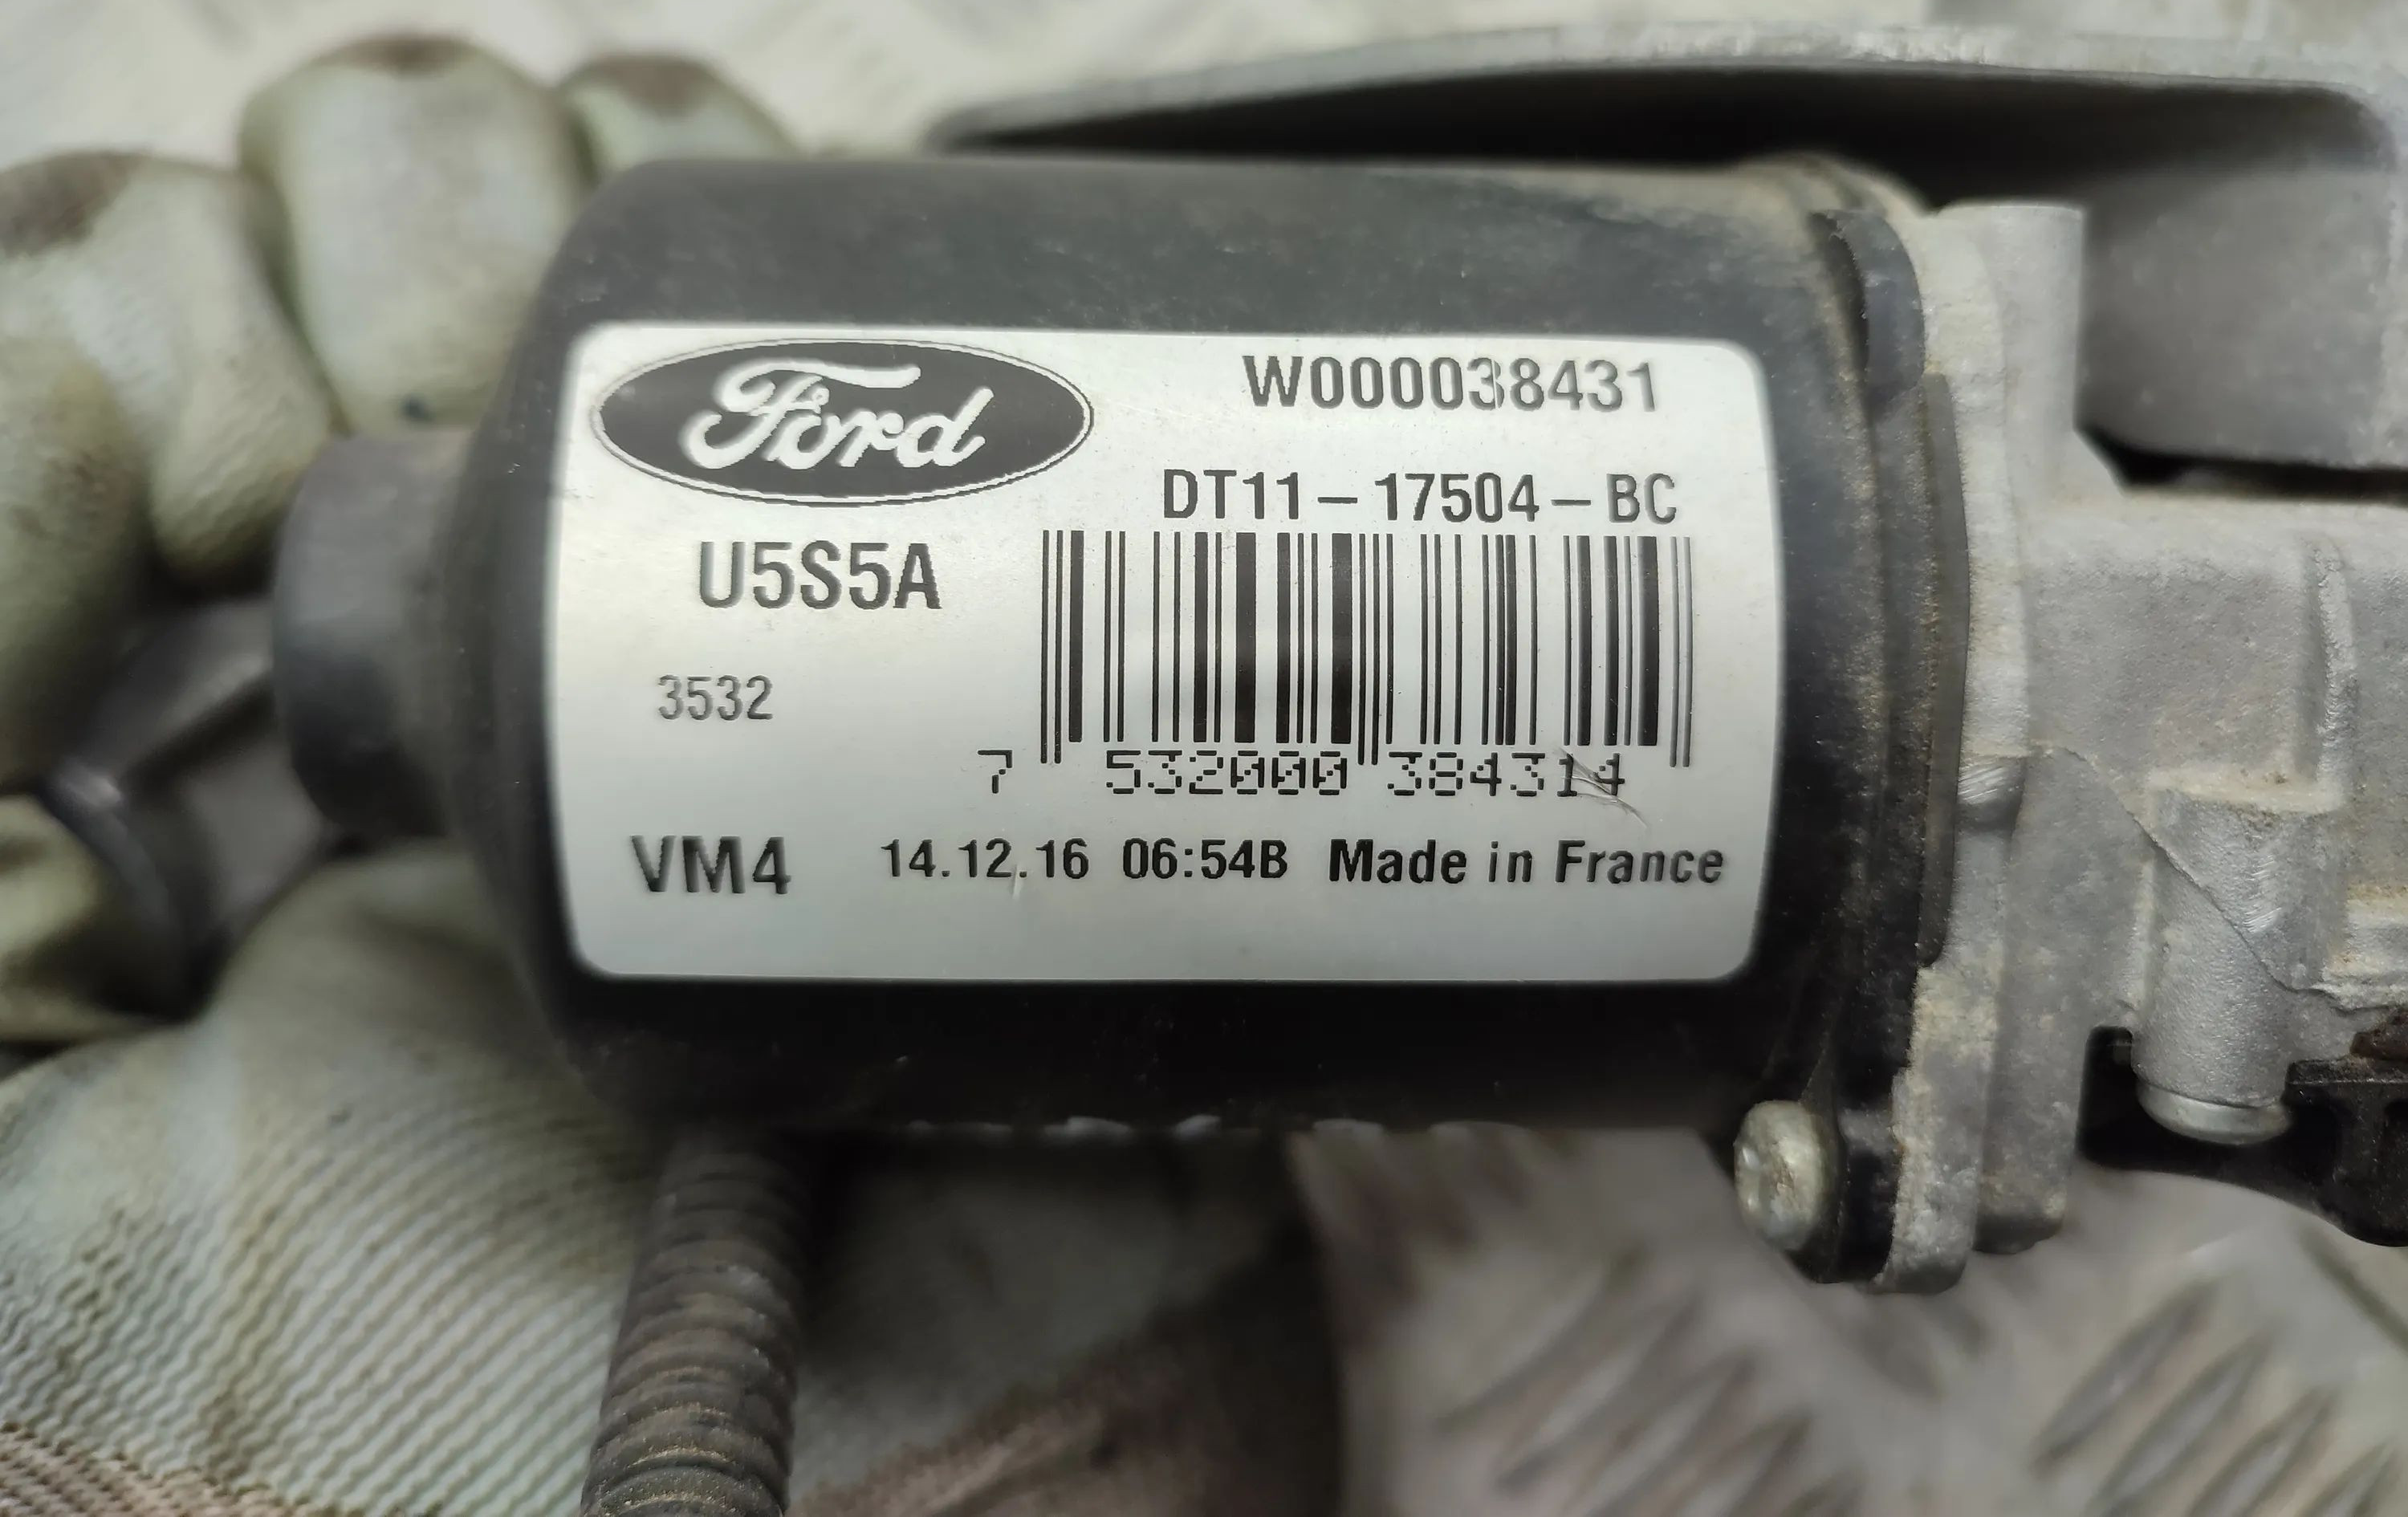 Ford
W000038431
DT11-17504-BC
U5S5A
3532
7 532000 384314
VM4 14.12.16 06:54B Made in France